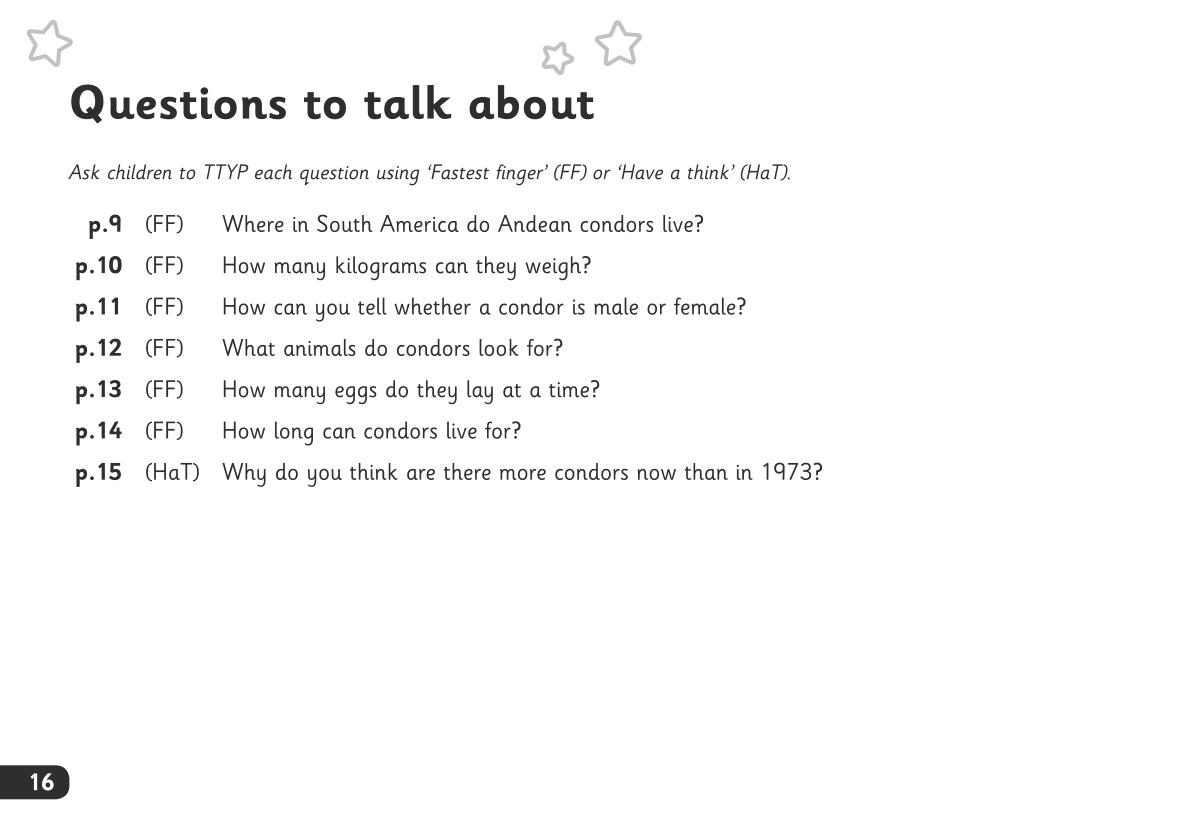 Questions to talk about
Ask children to TTYP each question using ‘Fastest finger’ (FF) or ‘Have a think’ (HaT).
p.9 (FF) Where in South America do Andean condors live?
p.10 (FF) How many kilograms can they weigh?
p.11 (FF) How can you tell whether a condor is male or female?
p.12 (FF) What animals do condors look for?
p.13 (FF) How many eggs do they lay at a time?
p.14 (FF) How long can condors live for?
p.15 (HaT) Why do you think are there more condors now than in 1973?
16